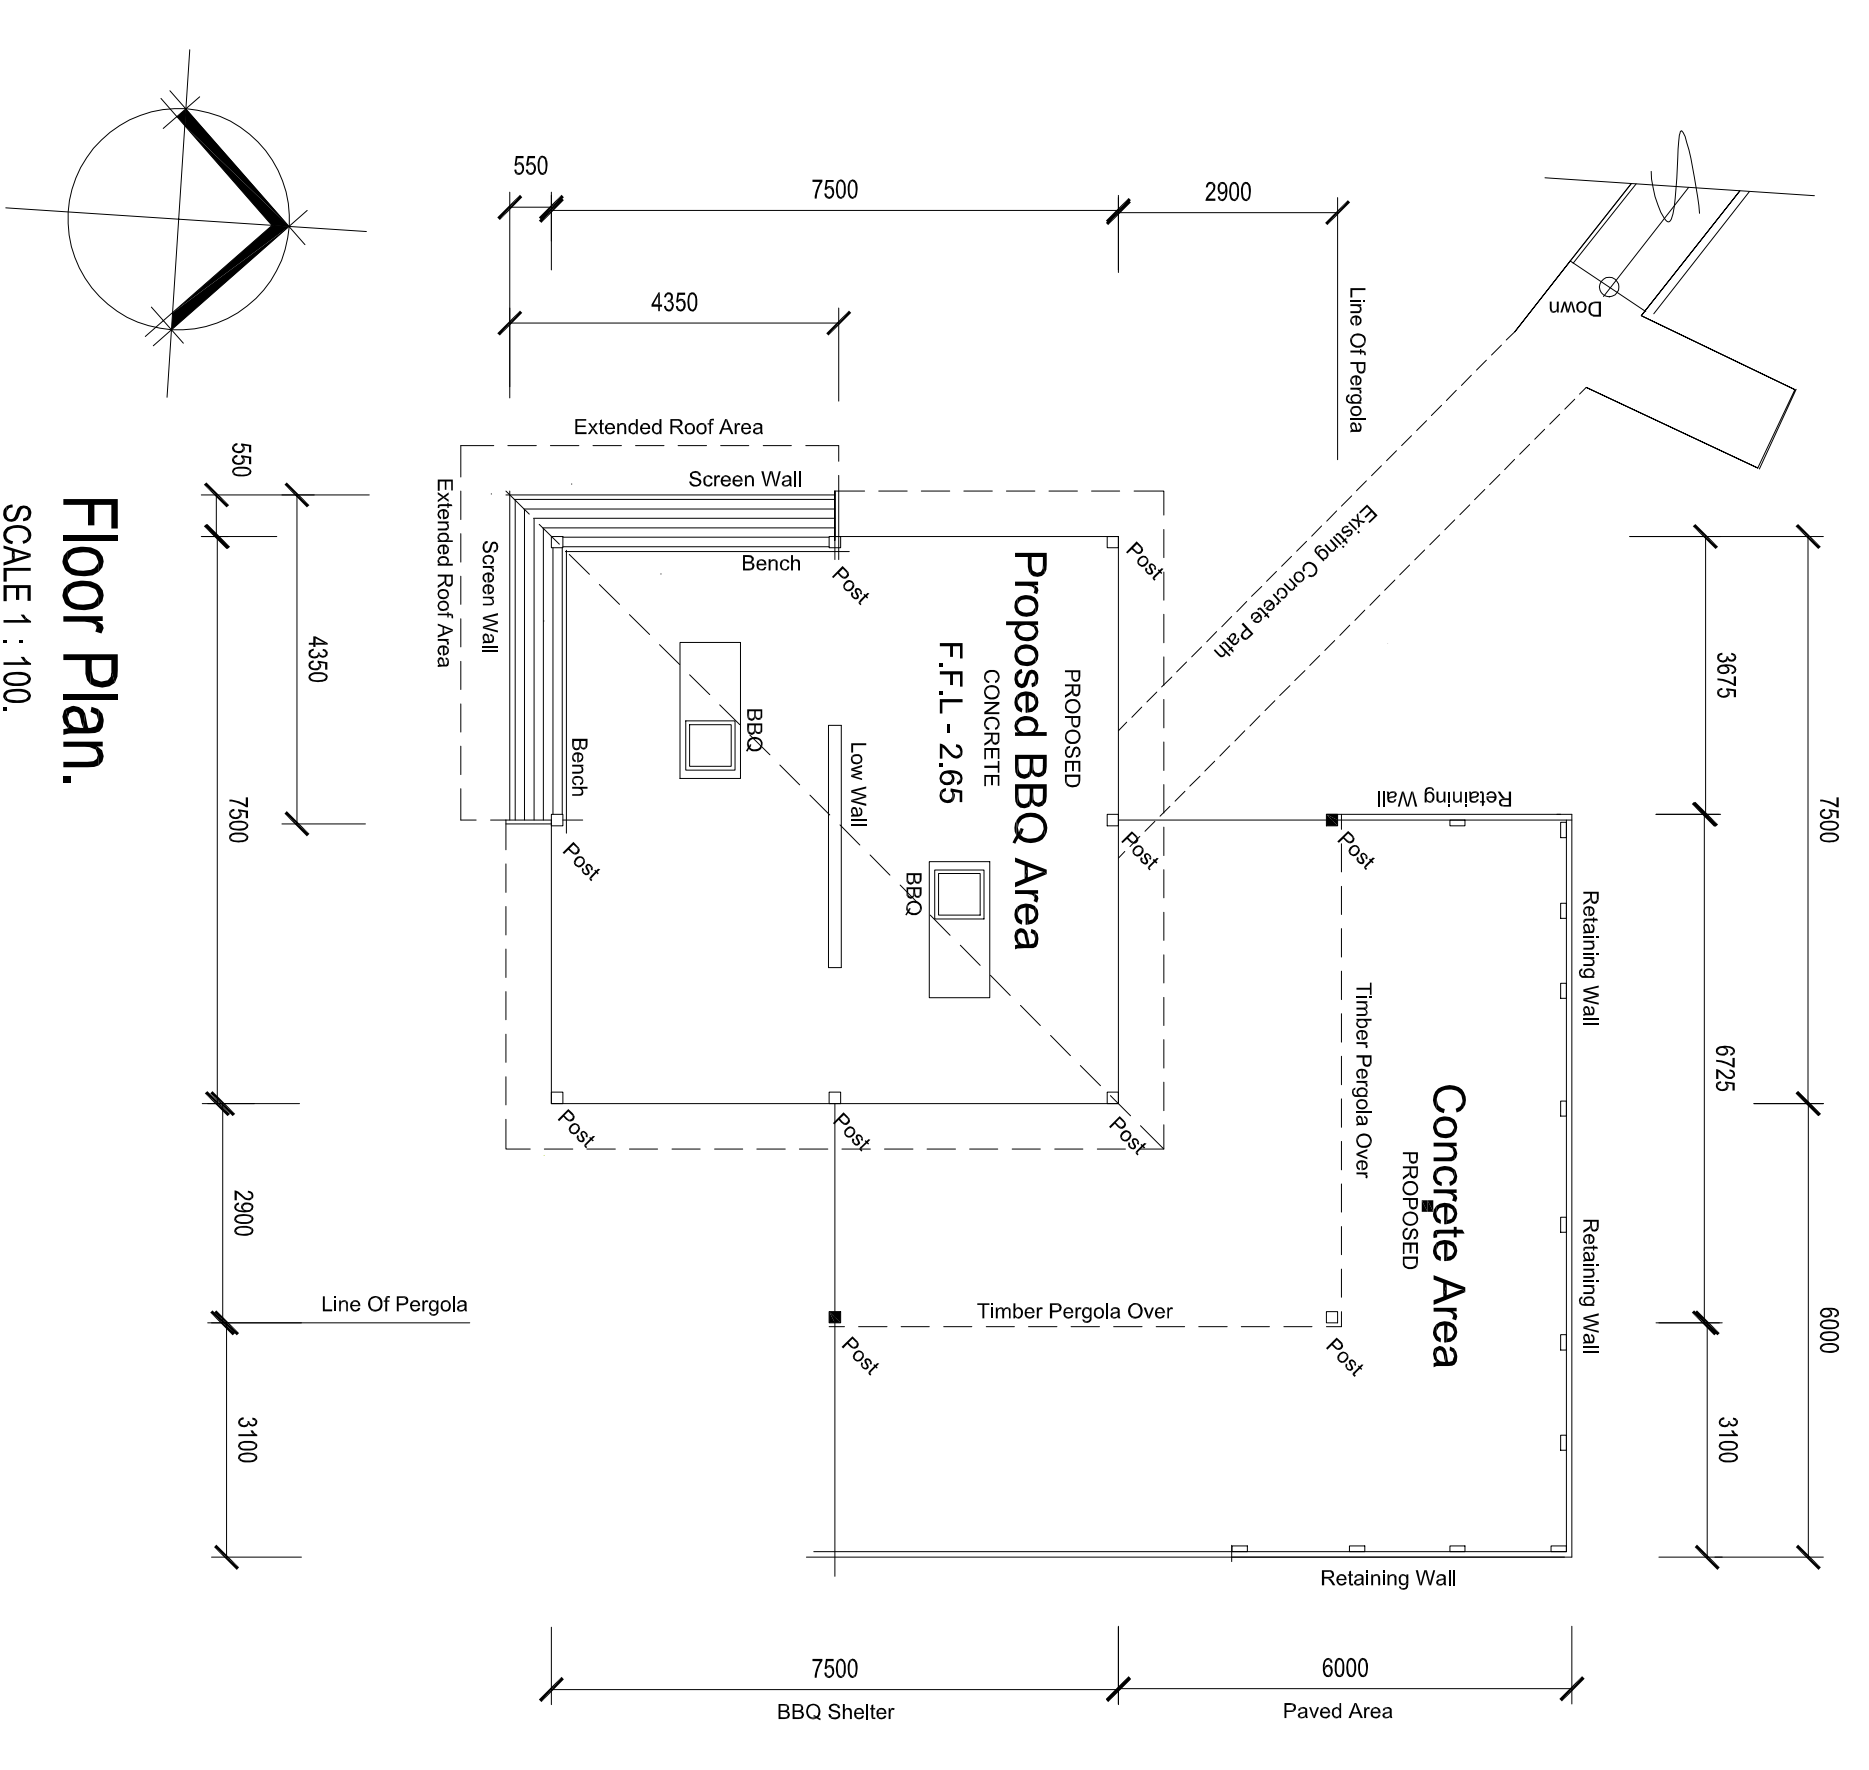 550
7500
2900
4350
Line Of Pergola
Down
Extended Roof Area
Screen Wall
Bench
Post
Post
Existing Concrete Path
Extended Roof Area
Screen Wall
Bench
Post
BBQ
Low Wall
BBQ
PROPOSED
Proposed BBQ Area
CONCRETE
F.F.L - 2.65
Post
Retaining Wall
Post
Retaining Wall
Retaining Wall
Timber Pergola Over
Concrete Area
PROPOSED
Post
Post
Post
Timber Pergola Over
Post
Post
Retaining Wall
7500
3675
6725
6000
3100
550
4350
7500
2900
Line Of Pergola
3100
7500
BBQ Shelter
6000
Paved Area
Floor Plan.
SCALE 1 : 100.